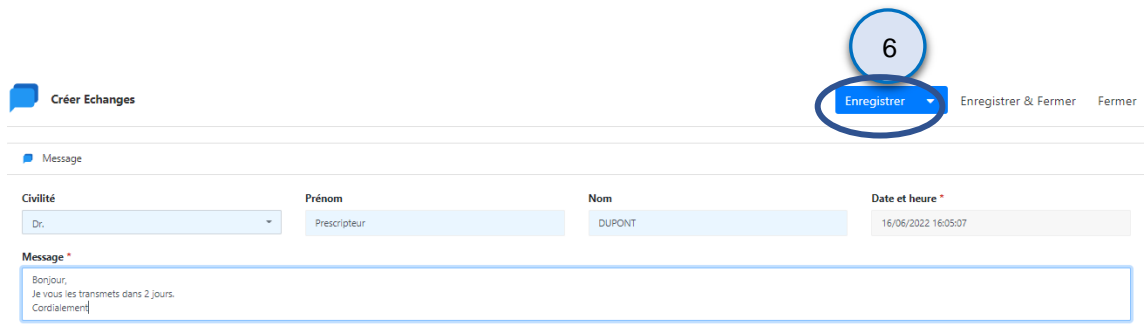 6
Créer Echanges
Enregistrer Enregistrer & Fermer Fermer
Message
Civilité Prénom Nom Date et heure *
Dr. Prescripteur DUPONT 16/06/2022 16:05:07
Message *
Bonjour,
Je vous les transmets dans 2 jours.
Cordialement